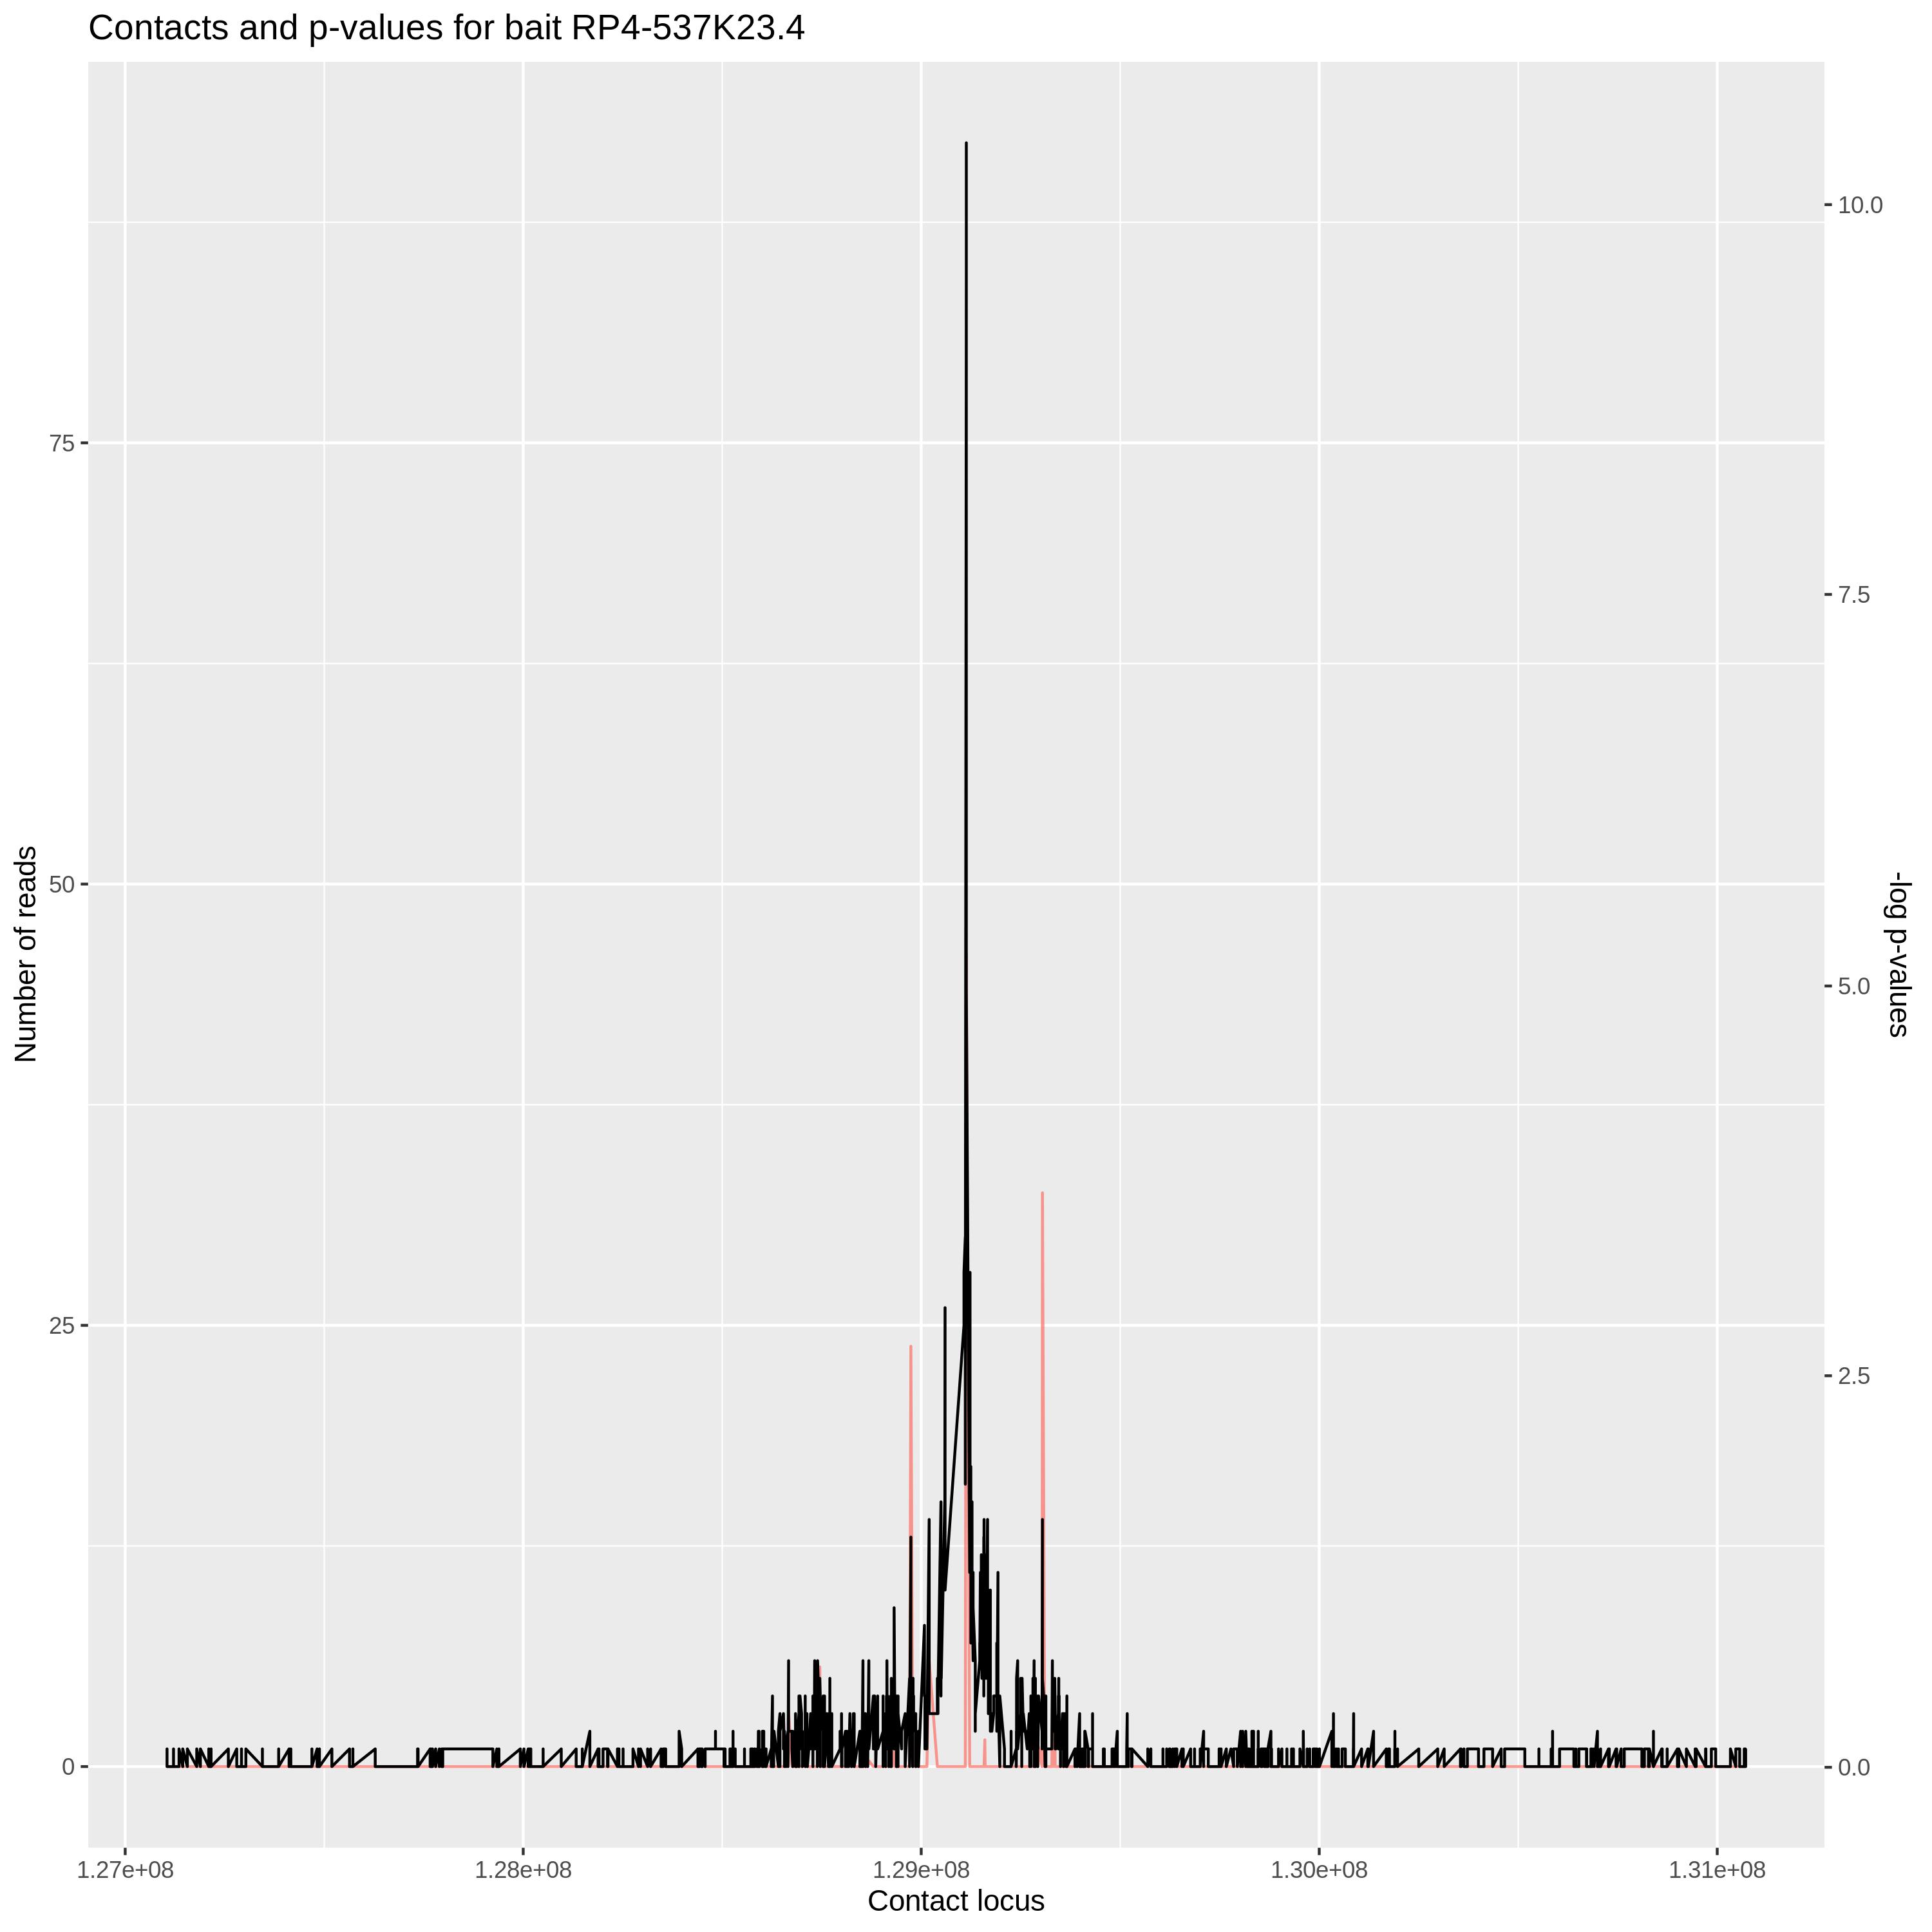 Contacts and p-values for bait RP4-537K23.4
Number of reads
75
50
25
0
10.0
7.5
5.0
2.5
0.0
-log p-values
1.27e+08
1.28e+08
1.29e+08
1.30e+08
1.31e+08
Contact locus